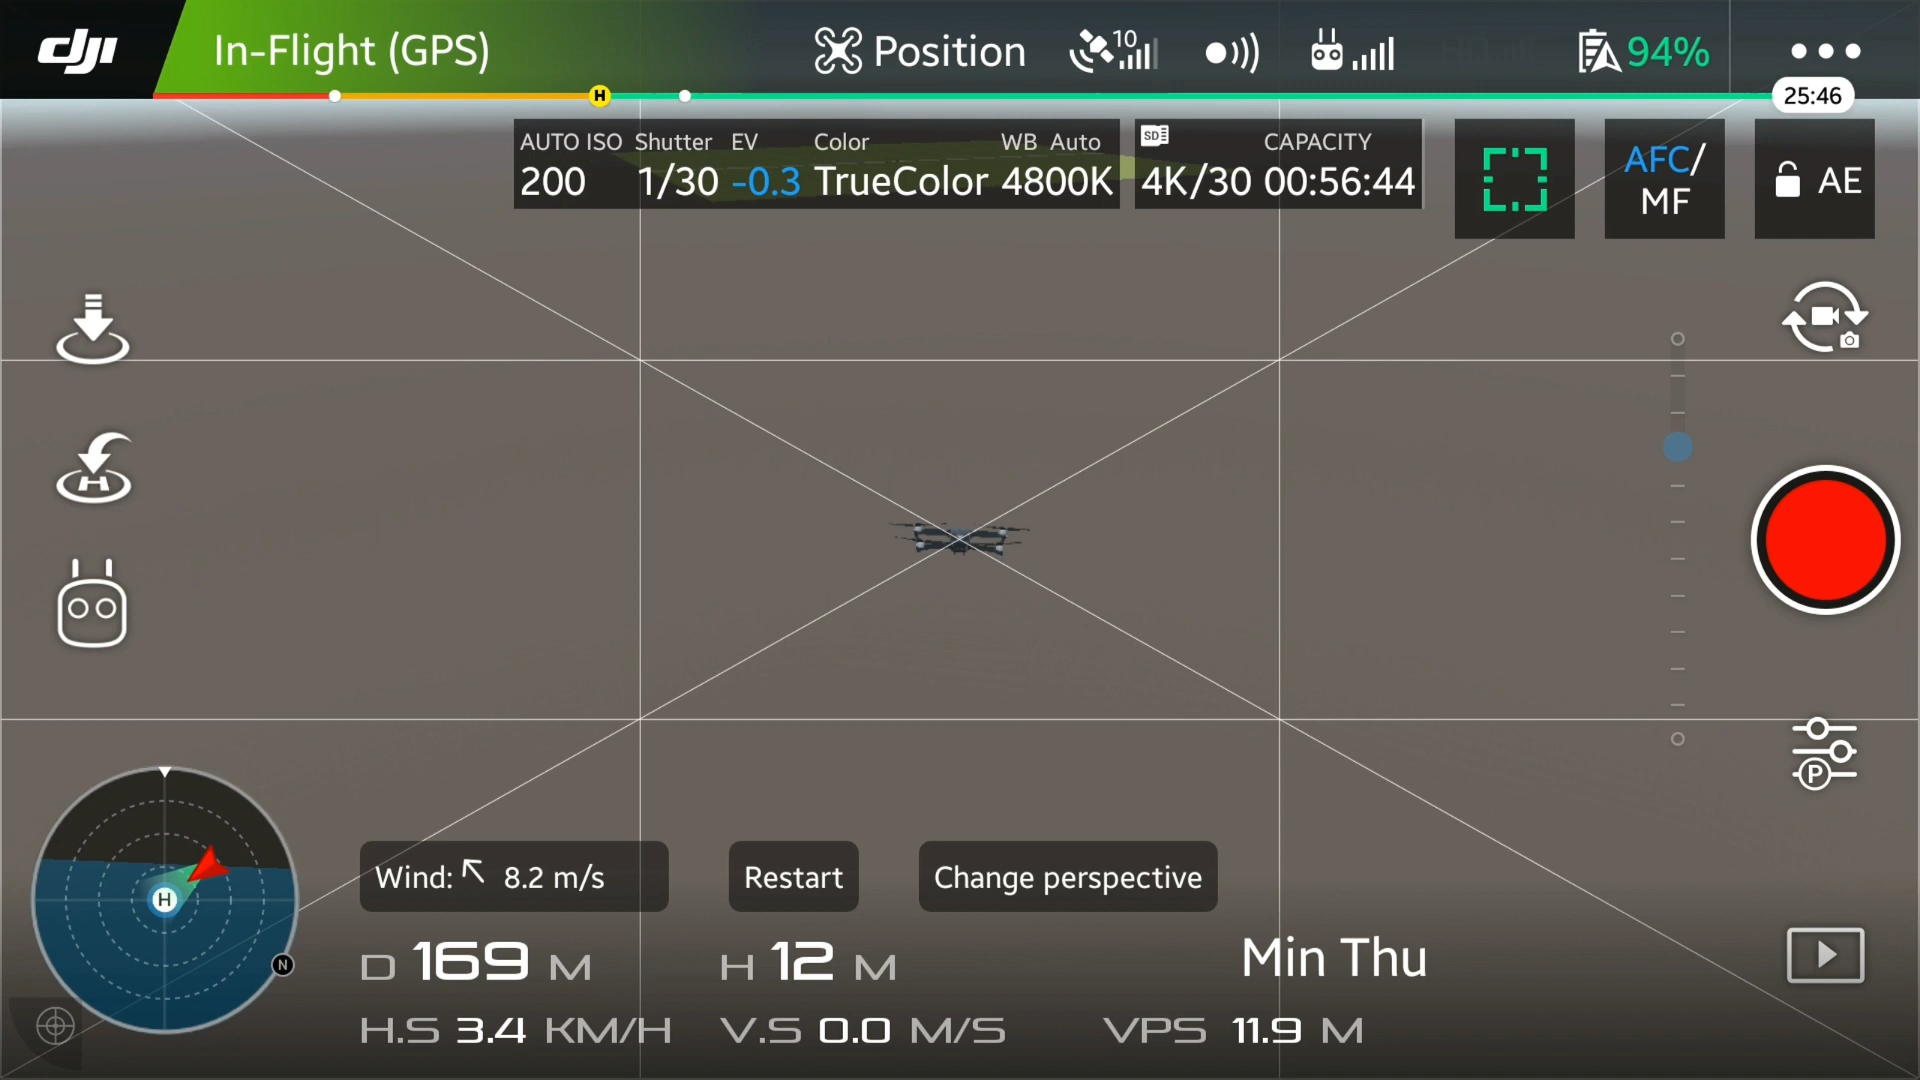 dji In-Flight (GPS) Position 10 94%
H 25:46
AUTO ISO Shutter EV Color WB Auto SD CAPACITY
200 1/30 -0.3 TrueColor 4800K 4K/30 00:56:44
AFC/
MF
AE
H
P
Wind: 8.2 m/s Restart Change perspective
H
N
D 169 M H 12 M Min Thu
H.S 3.4 KM/H V.S 0.0 M/S VPS 11.9 M